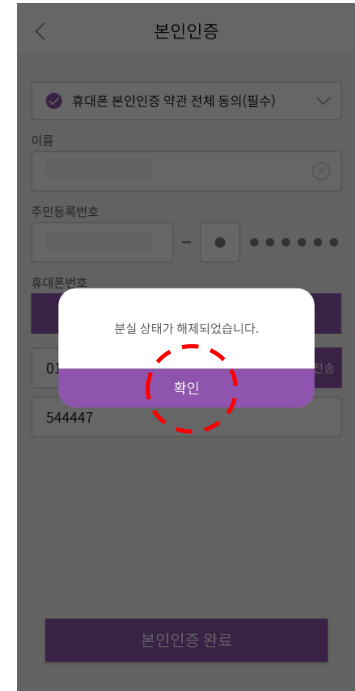 본인인증
휴대폰 본인인증 약관 전체 동의(필수)
이름
주민등록번호
휴대폰번호
분실 상태가 해제되었습니다.
확인
01
전송
544447
본인인증 완료